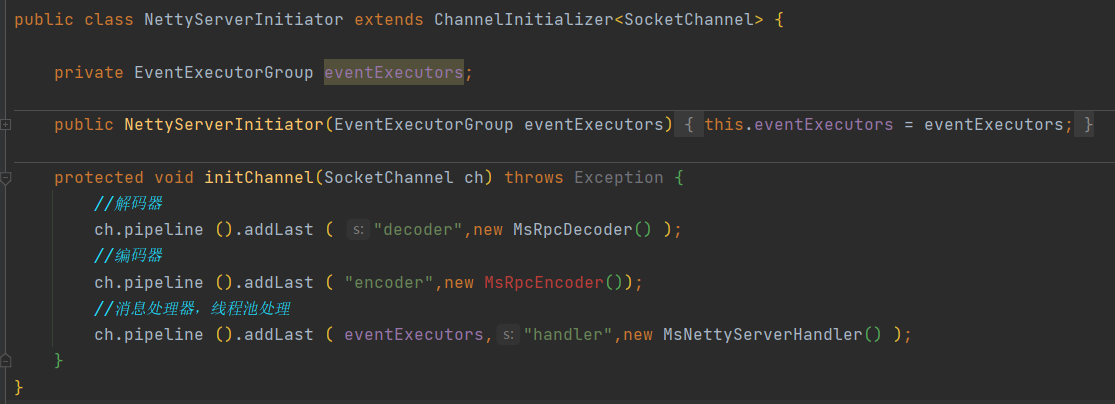 public class NettyServerInitiator extends ChannelInitializer<SocketChannel> {
private EventExecutorGroup eventExecutors;
public NettyServerInitiator(EventExecutorGroup eventExecutors) { this.eventExecutors = eventExecutors; }
protected void initChannel(SocketChannel ch) throws Exception {
//解码器
ch.pipeline ().addLast ( s: "decoder",new MsRpcDecoder() );
//编码器
ch.pipeline ().addLast ( "encoder",new MsRpcEncoder());
//消息处理器，线程池处理
ch.pipeline ().addLast ( eventExecutors, s: "handler",new MsNettyServerHandler() );
}
}